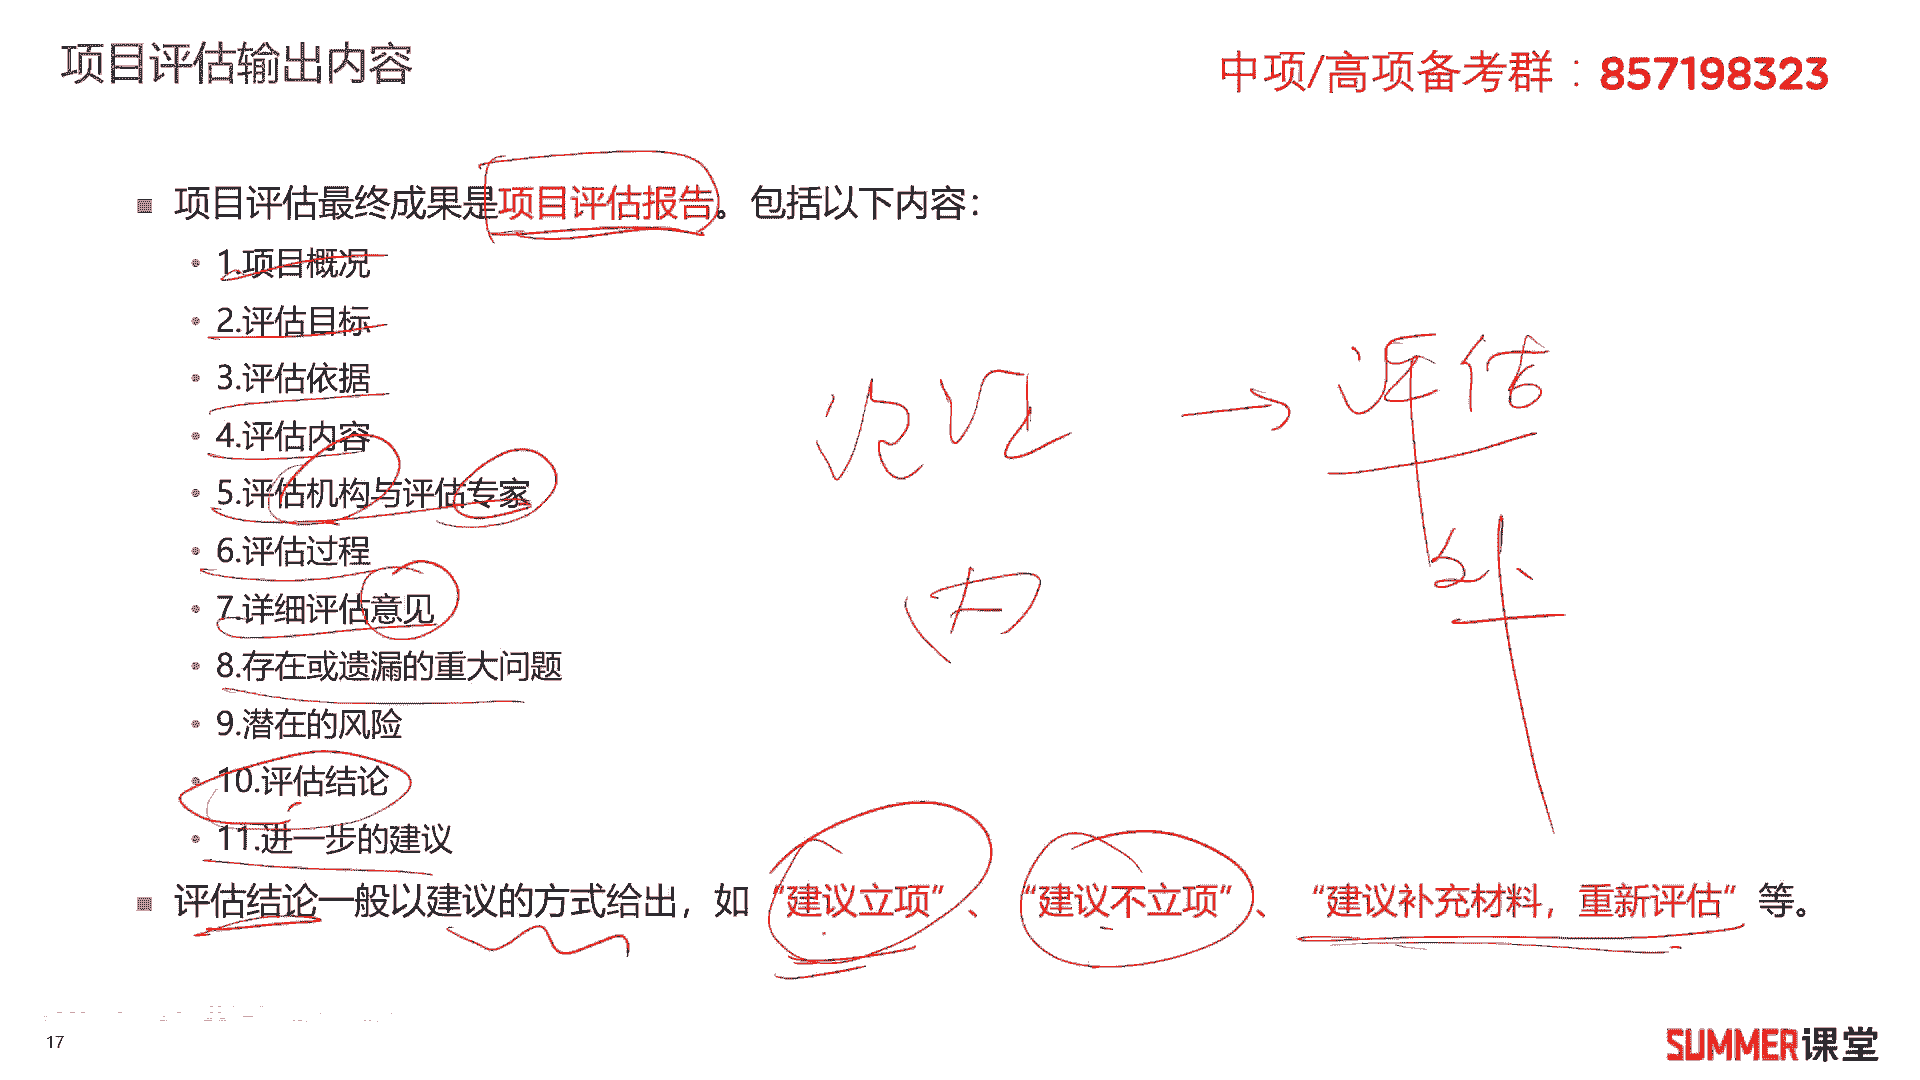 项目评估输出内容
中项/高项备考群：857198323
项目评估最终成果是项目评估报告。包括以下内容：
1.项目概况
2.评估目标
3.评估依据
4.评估内容
5.评估机构与评估专家
6.评估过程
7.详细评估意见
8.存在或遗漏的重大问题
9.潜在的风险
10.评估结论
11.进一步的建议
论证 → 评估
内 外
评估结论一般以建议的方式给出，如“建议立项”、“建议不立项”、“建议补充材料，重新评估”等。
17
SUMMER课堂